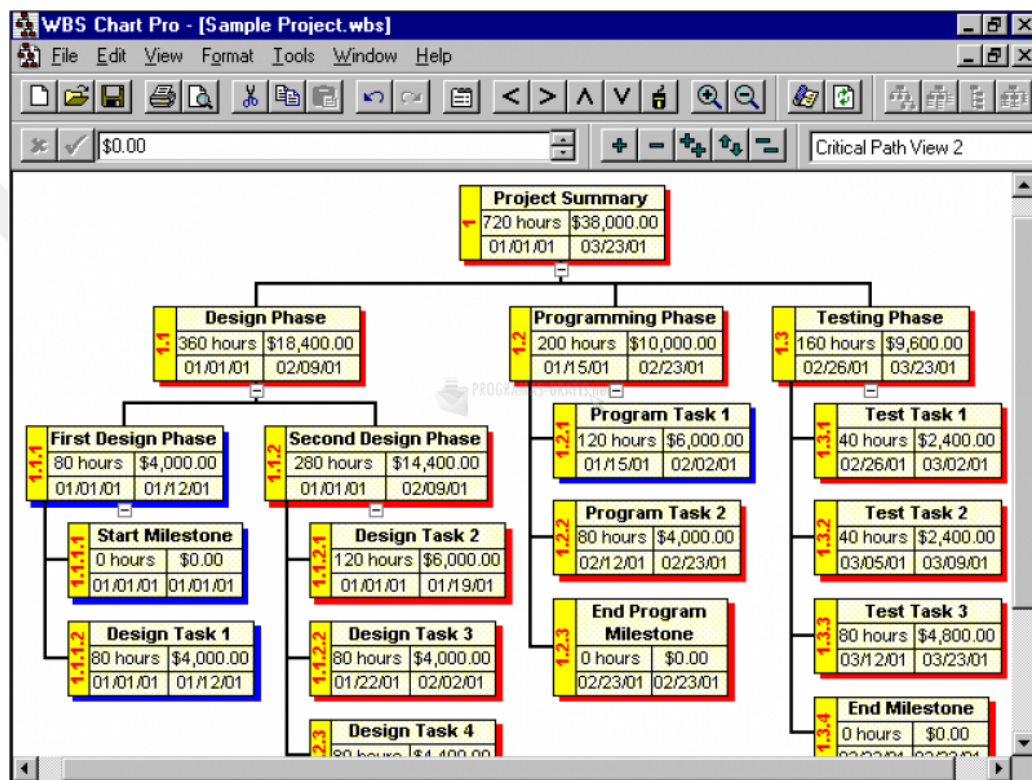 WBS Chart Pro - [Sample Project.wbs]
File Edit View Format Tools Window Help
$0.00
Critical Path View 2
1
Project Summary
720 hours $38,000.00
01/01/01 03/23/01
1.1
Design Phase
360 hours $18,400.00
01/01/01 02/09/01
1.2
Programming Phase
200 hours $10,000.00
01/15/01 02/23/01
1.3
Testing Phase
160 hours $9,600.00
02/26/01 03/23/01
PROGRAMAS-GRATIS.NET
1.1.1
First Design Phase
80 hours $4,000.00
01/01/01 01/12/01
1.1.1.1
Start Milestone
0 hours $0.00
01/01/01 01/01/01
1.1.1.2
Design Task 1
80 hours $4,000.00
01/01/01 01/12/01
1.1.2
Second Design Phase
280 hours $14,400.00
01/01/01 02/09/01
1.1.2.1
Design Task 2
120 hours $6,000.00
01/01/01 01/19/01
1.1.2.2
Design Task 3
80 hours $4,000.00
01/22/01 02/02/01
2.3
Design Task 4
80 hours $4,400.00
1.2.1
Program Task 1
120 hours $6,000.00
01/15/01 02/02/01
1.2.2
Program Task 2
80 hours $4,000.00
02/12/01 02/23/01
1.2.3
End Program
Milestone
0 hours $0.00
02/23/01 02/23/01
1.3.1
Test Task 1
40 hours $2,400.00
02/26/01 03/02/01
1.3.2
Test Task 2
40 hours $2,400.00
03/05/01 03/09/01
1.3.3
Test Task 3
80 hours $4,800.00
03/12/01 03/23/01
1.3.4
End Milestone
0 hours $0.00